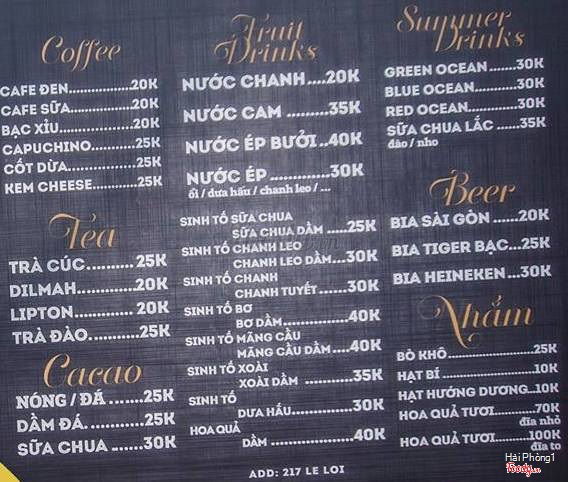 Coffee
CAFE ĐEN...............20K
CAFE SỮA..............20K
BẠC XỈU.................20K
CAPUCHINO..........25K
CỐT DỪA................25K
KEM CHEESE..........25K
Tea
TRÀ CÚC..........25K
DILMAH...........20K
LIPTON............20K
TRÀ ĐÀO..........25K
Cacao
NÓNG / ĐÁ.......25K
DẦM ĐÁ...........25K
SỮA CHUA.......30K
Fruit
Drinks
NƯỚC CHANH ....20K
NƯỚC CAM .......35K
NƯỚC ÉP BƯỞI ..40K
NƯỚC ÉP...........30K
ổi / dưa hấu / chanh leo / ...
SINH TỐ SỮA CHUA
SỮA CHUA DẦM .....25K
SINH TỐ CHANH LEO
CHANH LEO DẦM...30K
SINH TỐ CHANH
CHANH TUYẾT........30K
SINH TỐ BƠ
BƠ DẦM.................40K
SINH TỐ MÃNG CẦU
MÃNG CẦU DẦM.....40K
SINH TỐ XOÀI
XOÀI DẦM ..............35K
SINH TỐ
DƯA HẤU...............30K
HOA QUẢ
DẦM ......................40K
Summer
Drinks
GREEN OCEAN.........30K
BLUE OCEAN...........30K
RED OCEAN.............30K
SỮA CHUA LẮC .......35K
đào / nho
Beer
BIA SÀI GÒN ........20K
BIA TIGER BẠC....25K
BIA HEINEKEN ...30K
Nhắm
BÒ KHÔ......................25K
HẠT BÍ .......................10K
HẠT HƯỚNG DƯƠNG...10K
HOA QUẢ TƯƠI...........70K
đĩa nhỏ
HOA QUẢ TƯƠI..........100K
đĩa to
ADD: 217 LE LOI
Hải Phòng1
Foody.vn